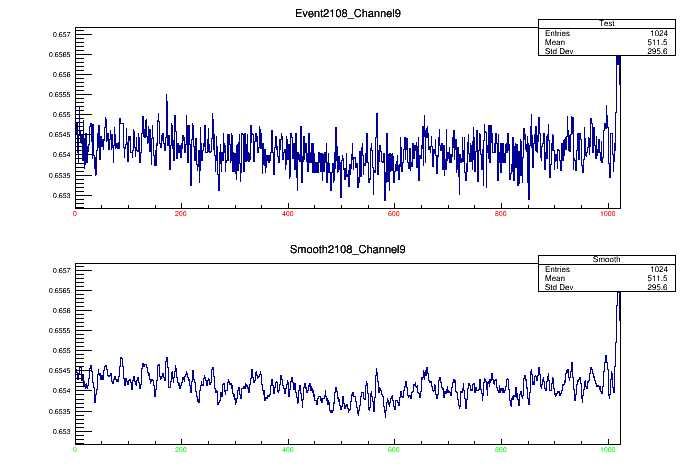 Event2108_Channel9
Test
Entries 1024
Mean 511.5
Std Dev 295.6
0.657
0.6565
0.656
0.6555
0.655
0.6545
0.654
0.6535
0.653
0 200 400 600 800 1000
Smooth2108_Channel9
Smooth
Entries 1024
Mean 511.5
Std Dev 295.6
0.657
0.6565
0.656
0.6555
0.655
0.6545
0.654
0.6535
0.653
0 200 400 600 800 1000